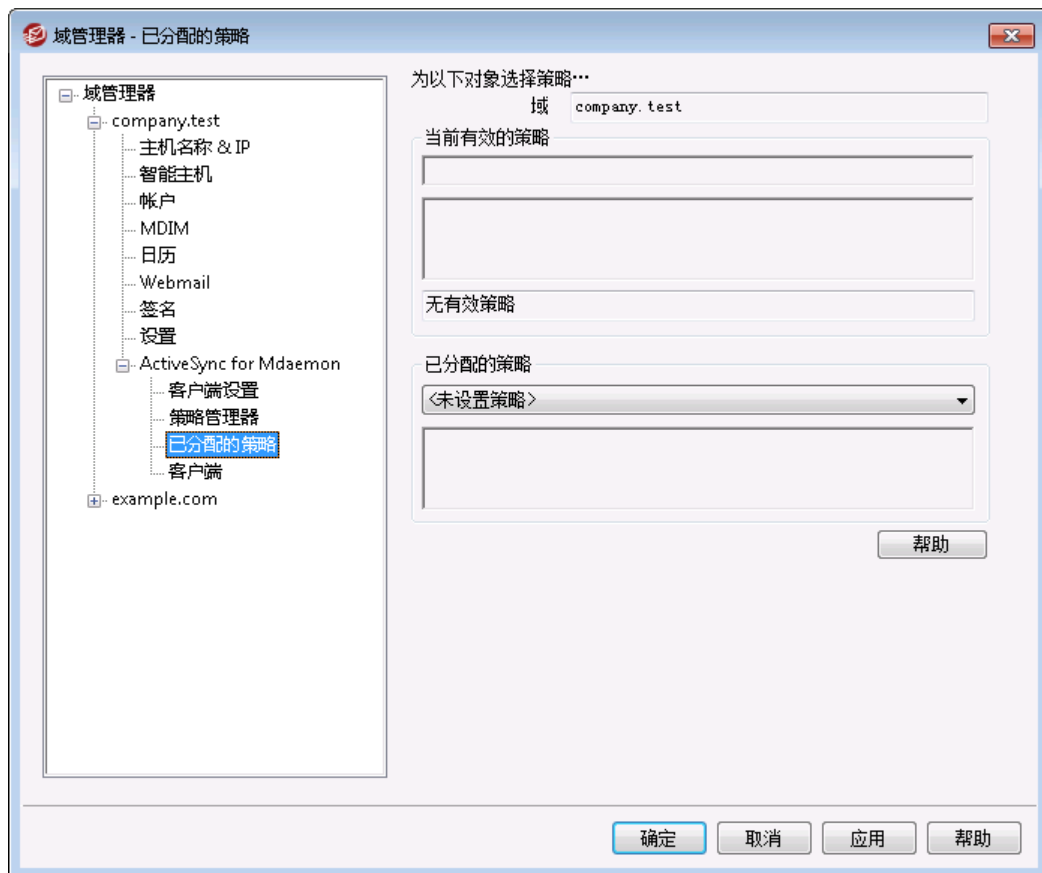 域管理器 - 已分配的策略
域管理器
company.test
主机名称 & IP
智能主机
帐户
MDIM
日历
Webmail
签名
设置
ActiveSync for Mdaemon
客户端设置
策略管理器
已分配的策略
客户端
example.com
为以下对象选择策略…
域 company.test
当前有效的策略
无有效策略
已分配的策略
<未设置策略>
帮助
确定 取消 应用 帮助